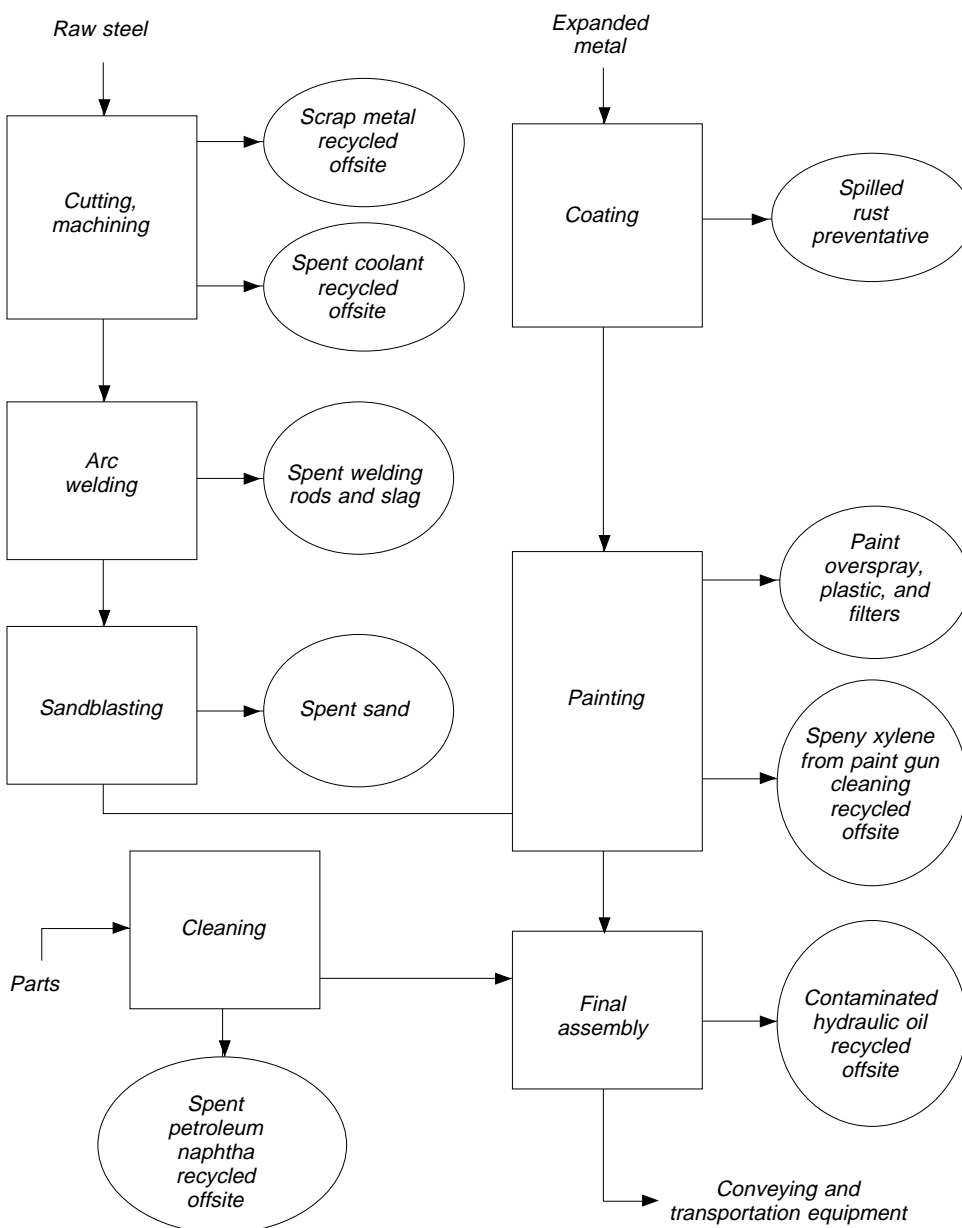 Raw steel
Expanded
metal
Scrap metal
recycled
offsite
Cutting,
machining
Spent coolant
recycled
offsite
Coating
Spilled
rust
preventative
Arc
welding
Spent welding
rods and slag
Paint
overspray,
plastic, and
filters
Sandblasting
Spent sand
Painting
Speny xylene
from paint gun
cleaning
recycled
offsite
Cleaning
Parts
Final
assembly
Contaminated
hydraulic oil
recycled
offsite
Spent
petroleum
naphtha
recycled
offsite
Conveying and
transportation equipment